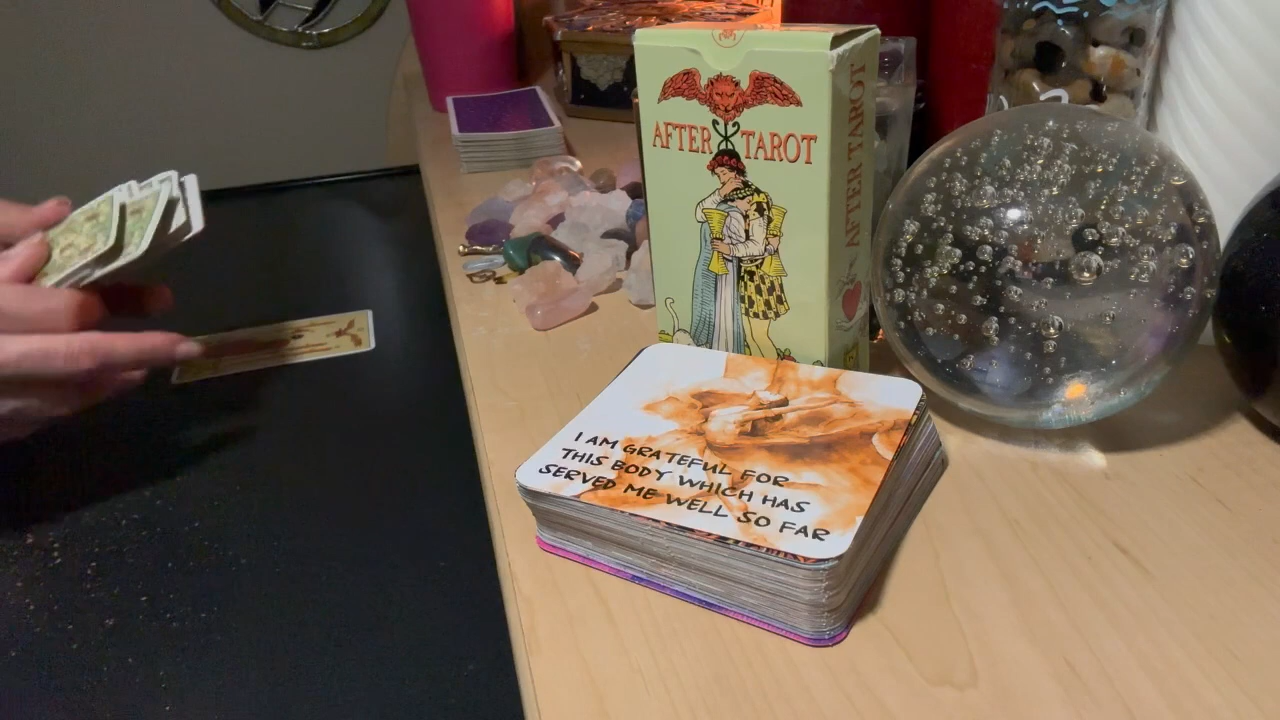 AFTER TAROT
AFTER TAROT
I AM GRATEFUL FOR
THIS BODY WHICH HAS
SERVED ME WELL SO FAR